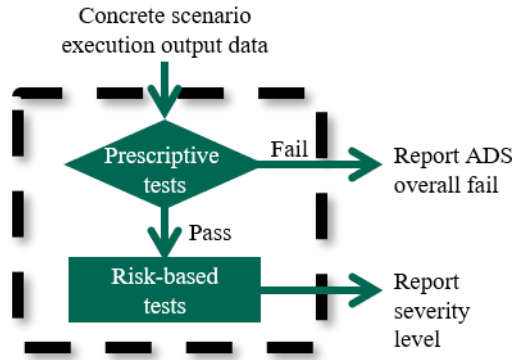 Concrete scenario
execution output data
Prescriptive
tests
Fail
Report ADS
overall fail
Pass
Risk-based
tests
Report
severity
level